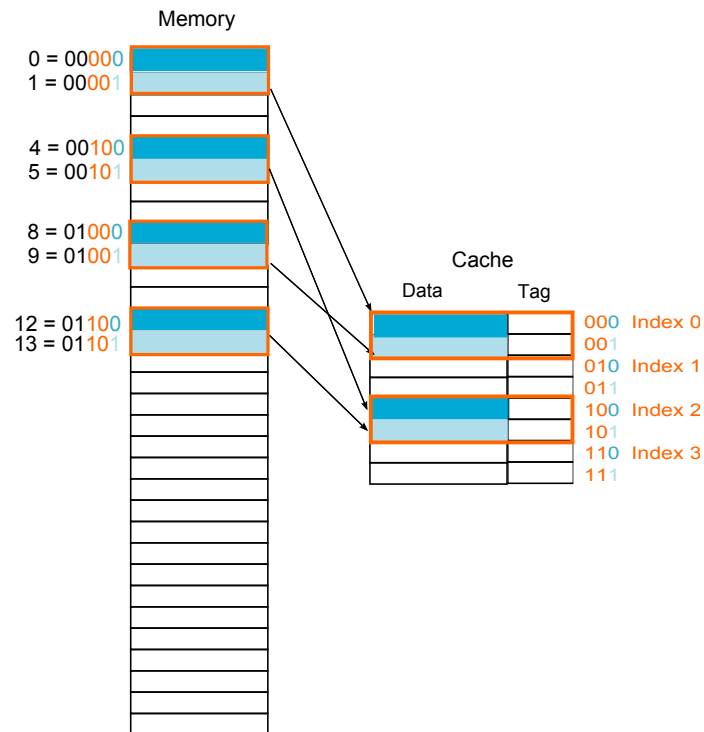 Memory
0 = 00000
1 = 00001
4 = 00100
5 = 00101
8 = 01000
9 = 01001
12 = 01100
13 = 01101
Cache
Data Tag
000 Index 0
001
010 Index 1
011
100 Index 2
101
110 Index 3
111